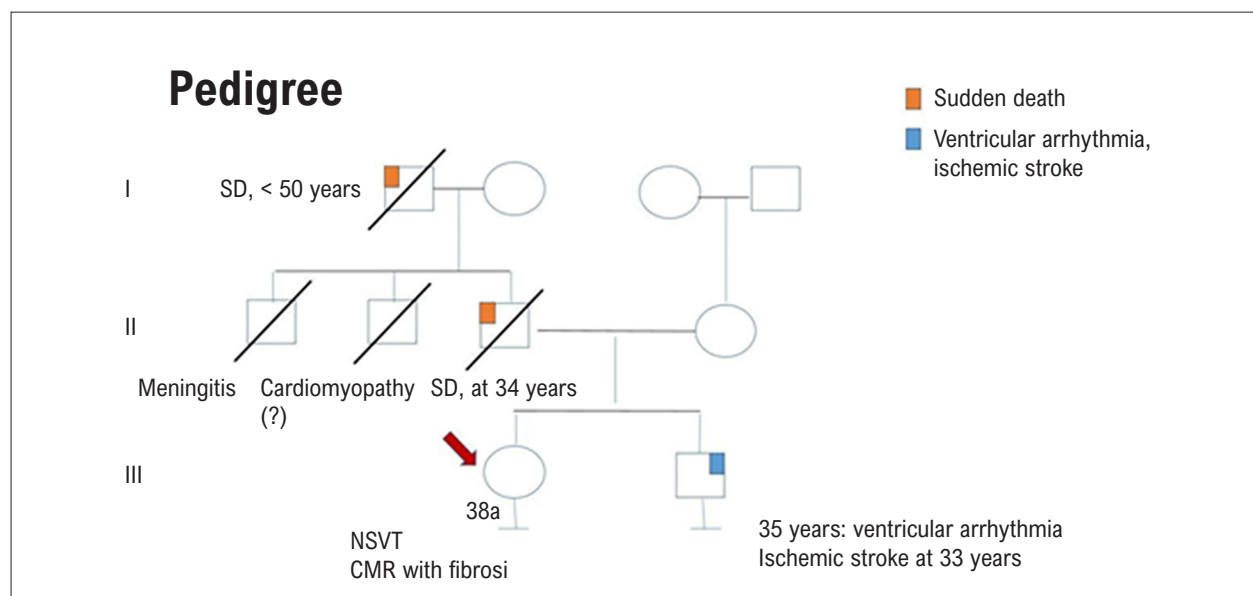 Pedigree
Sudden death
Ventricular arrhythmia,
ischemic stroke
I
SD, < 50 years
II
Meningitis
Cardiomyopathy
(?)
SD, at 34 years
III
38a
NSVT
CMR with fibrosi
35 years: ventricular arrhythmia
Ischemic stroke at 33 years